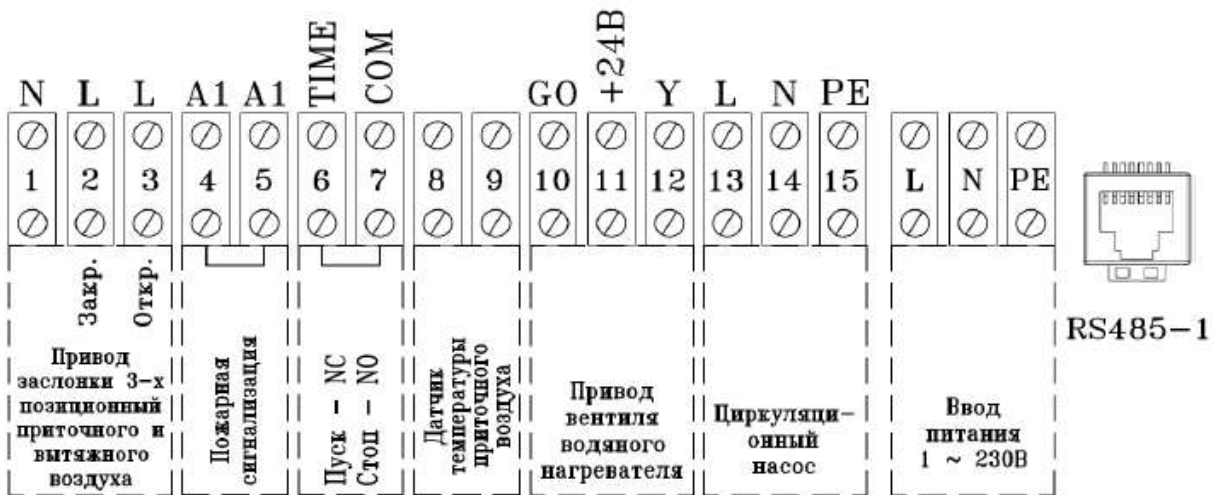 N L L A1 A1 TIME COM GO +24В Y L N PE
1 2 3 4 5 6 7 8 9 10 11 12 13 14 15 L N PE
Закр.
Откр.
Привод
заслонки 3-х
позиционный
приточного и
вытяжного
воздуха
Пожарная
сигнализация
Пуск - NC
Стоп - NO
Датчик
температуры
приточного
воздуха
Привод
вентиля
водяного
нагревателя
Циркуляци-
онный
насос
Ввод
питания
1 ~ 230В
RS485-1